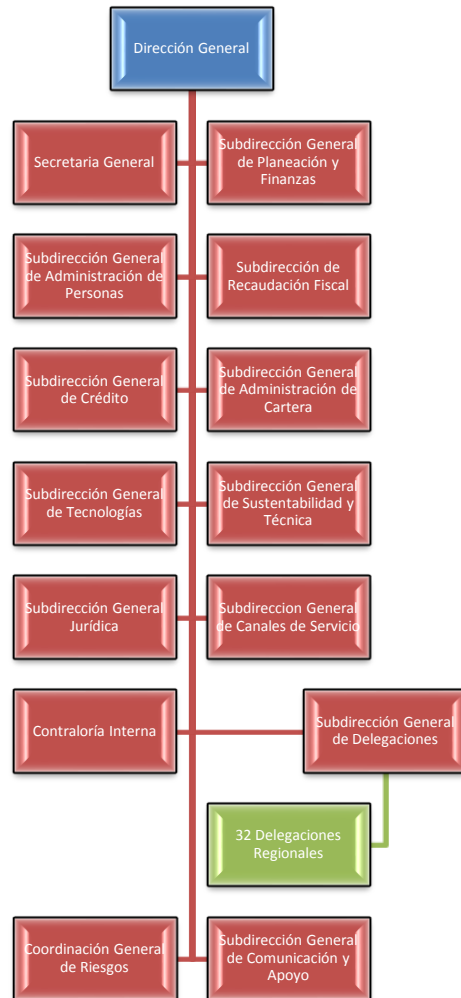 Dirección General
Secretaria General
Subdirección General
de Planeación y
Finanzas
Subdirección General
de Administración de
Personas
Subdirección de
Recaudación Fiscal
Subdirección General
de Crédito
Subdirección General
de Administración de
Cartera
Subdirección General
de Tecnologías
Subdirección General
de Sustentabilidad y
Técnica
Subdirección General
Jurídica
Subdireccion General
de Canales de Servicio
Contraloría Interna
Subdirección General
de Delegaciones
32 Delegaciones
Regionales
Coordinación General
de Riesgos
Subdirección General
de Comunicación y
Apoyo